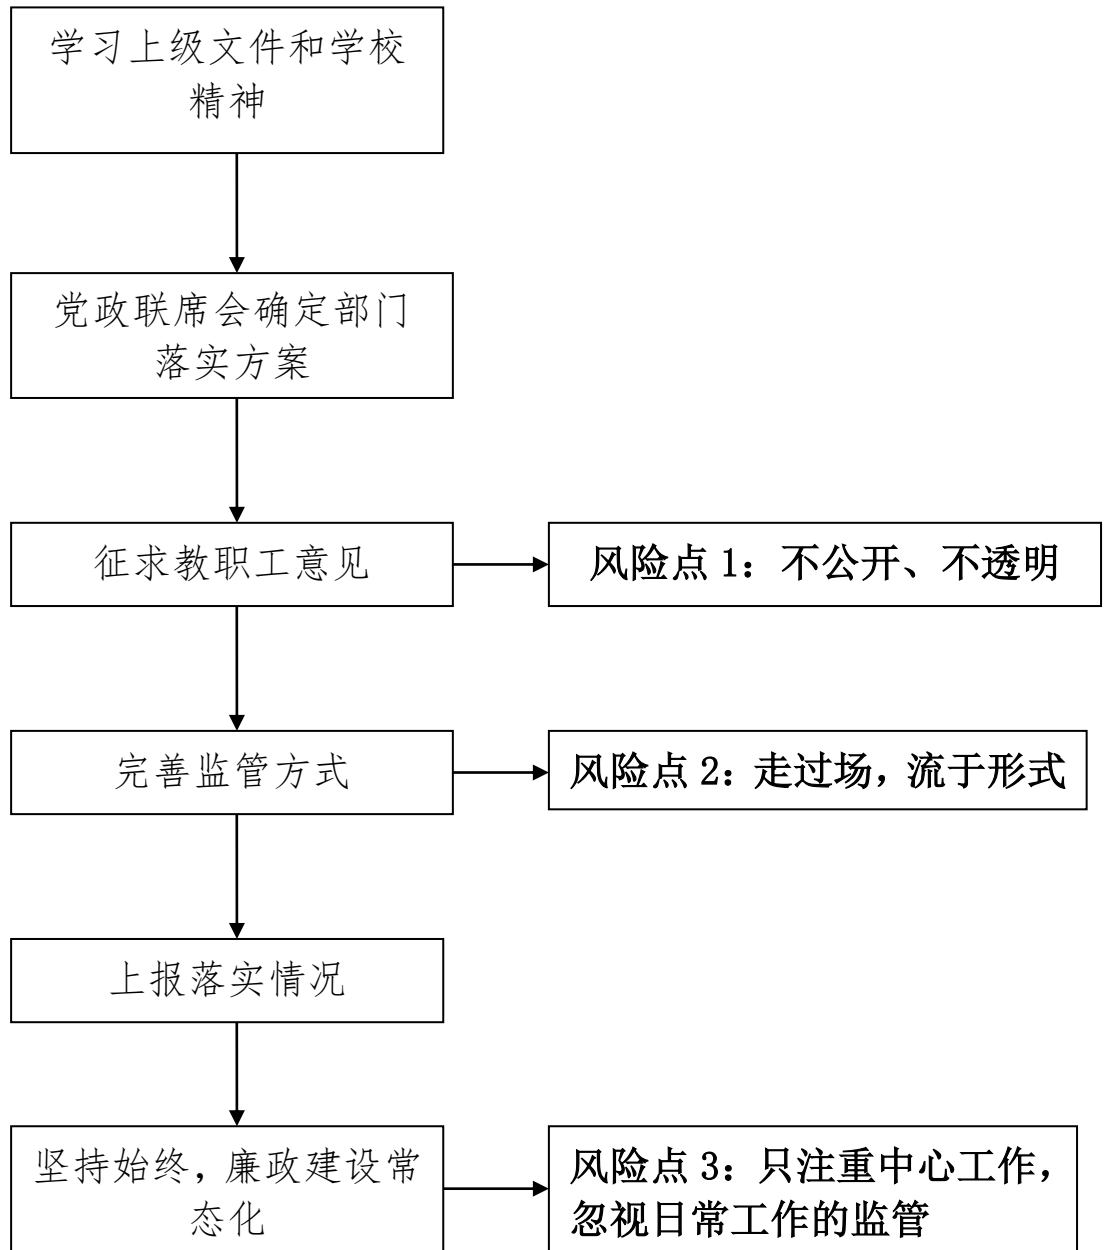 学习上级文件和学校
精神
党政联席会确定部门
落实方案
征求教职工意见
风险点 1：不公开、不透明
完善监管方式
风险点 2：走过场，流于形式
上报落实情况
坚持始终，廉政建设常
态化
风险点 3：只注重中心工作，
忽视日常工作的监管